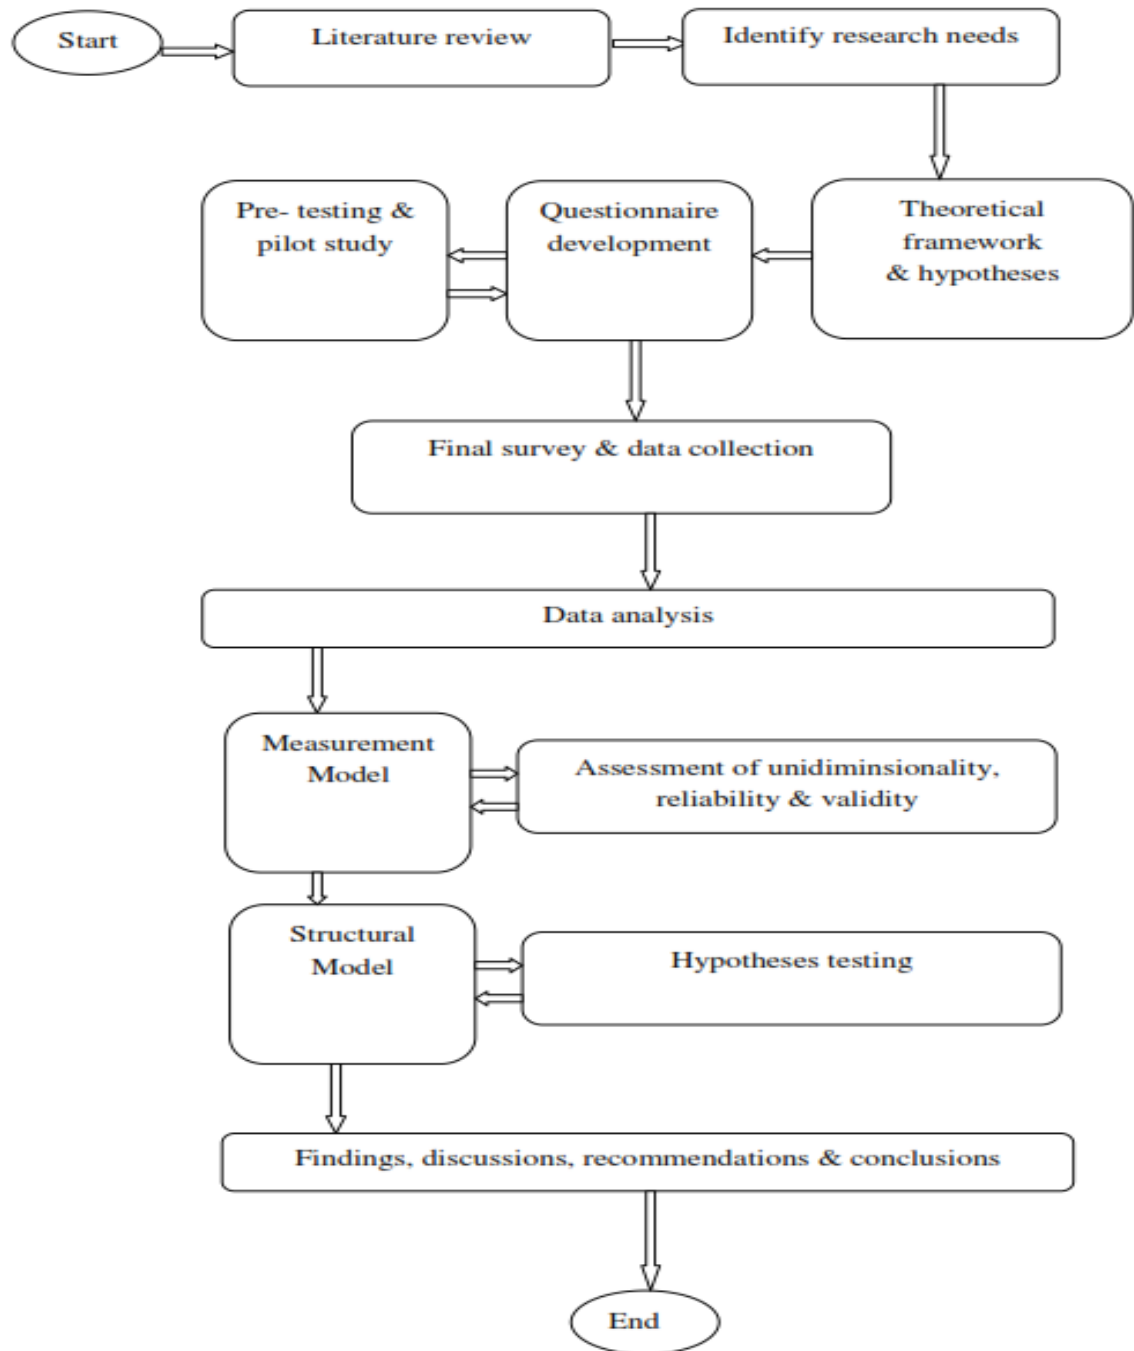 Start
Literature review
Identify research needs
Theoretical
framework
& hypotheses
Questionnaire
development
Pre- testing &
pilot study
Final survey & data collection
Data analysis
Measurement
Model
Assessment of unidiminsionality,
reliability & validity
Structural
Model
Hypotheses testing
Findings, discussions, recommendations & conclusions
End